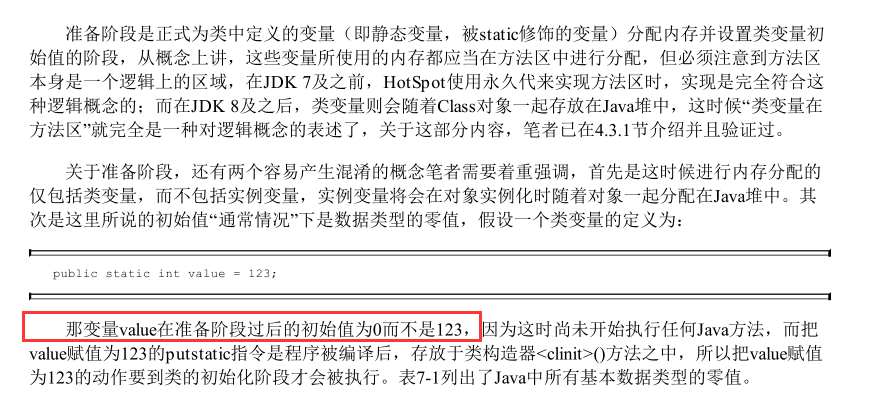 准备阶段是正式为类中定义的变量（即静态变量，被static修饰的变量）分配内存并设置类变量初
始值的阶段，从概念上讲，这些变量所使用的内存都应当在方法区中进行分配，但必须注意到方法区
本身是一个逻辑上的区域，在JDK 7及之前，HotSpot使用永久代来实现方法区时，实现是完全符合这
种逻辑概念的；而在JDK 8及之后，类变量则会随着Class对象一起存放在Java堆中，这时候“类变量在
方法区”就完全是一种对逻辑概念的表述了，关于这部分内容，笔者已在4.3.1节介绍并且验证过。
关于准备阶段，还有两个容易产生混淆的概念笔者需要着重强调，首先是这时候进行内存分配的
仅包括类变量，而不包括实例变量，实例变量将会在对象实例化时随着对象一起分配在Java堆中。其
次是这里所说的初始值“通常情况”下是数据类型的零值，假设一个类变量的定义为：
public static int value = 123;
那变量value在准备阶段过后的初始值为0而不是123，因为这时尚未开始执行任何Java方法，而把
value赋值为123的putstatic指令是程序被编译后，存放于类构造器<clinit>()方法之中，所以把value赋值
为123的动作要到类的初始化阶段才会被执行。表7-1列出了Java中所有基本数据类型的零值。